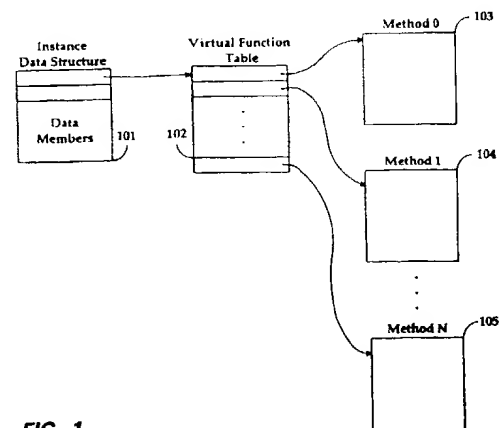 Instance
Data Structure
Data
Members
101
Virtual Function
Table
102
Method 0
103
Method 1
104
Method N
105
FIG. 1